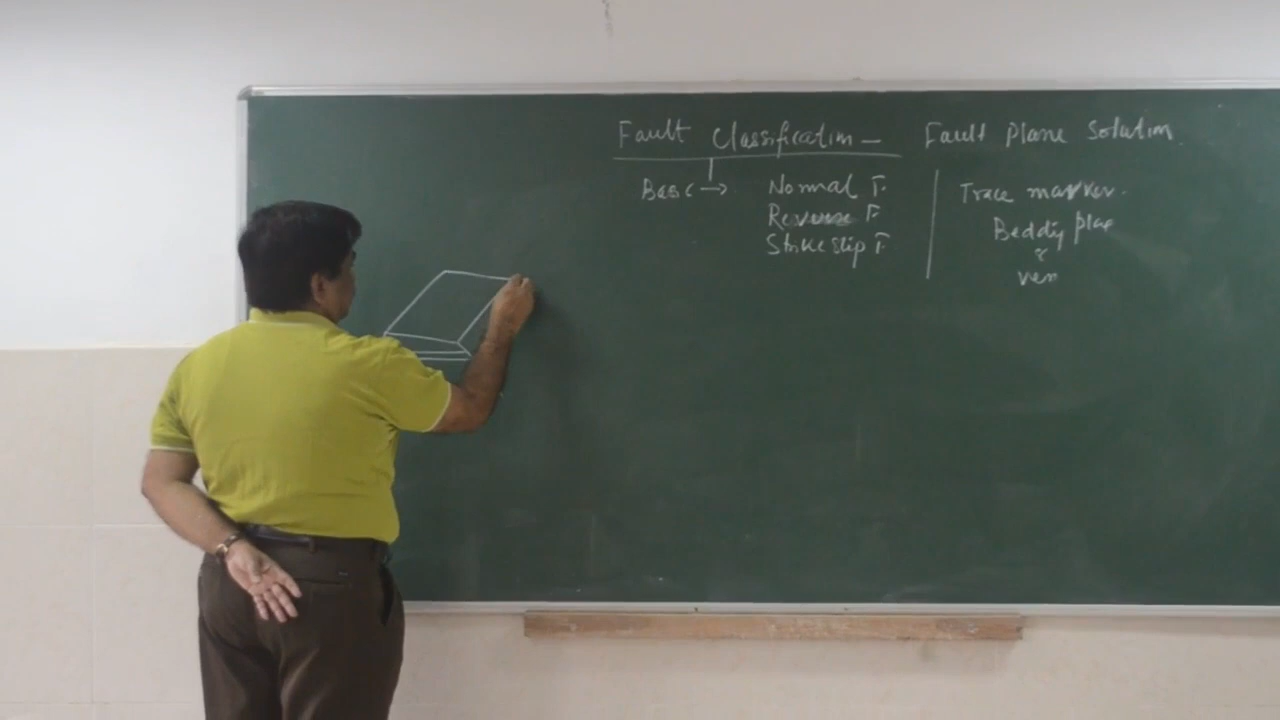 Fault Classification – Fault Plane Solution
Basic → Normal F.
Reverse F
Strike slip F
Trace marker.
Bedding plane
&
vein